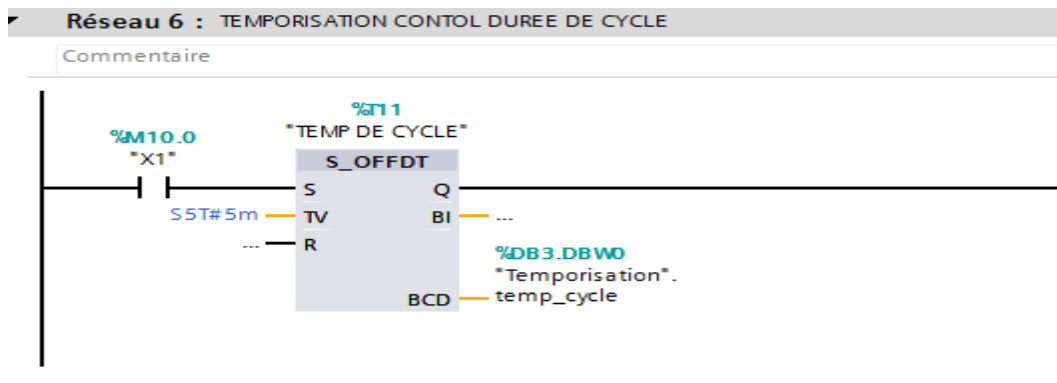 Réseau 6 : TEMPORISATION CONTOL DUREE DE CYCLE
Commentaire
%T11
"TEMP DE CYCLE"
%M10.0
"X1"
S_OFFDT
S Q
S5T#5m TV BI ...
... R
%DB3.DBW0
"Temporisation".
BCD temp_cycle